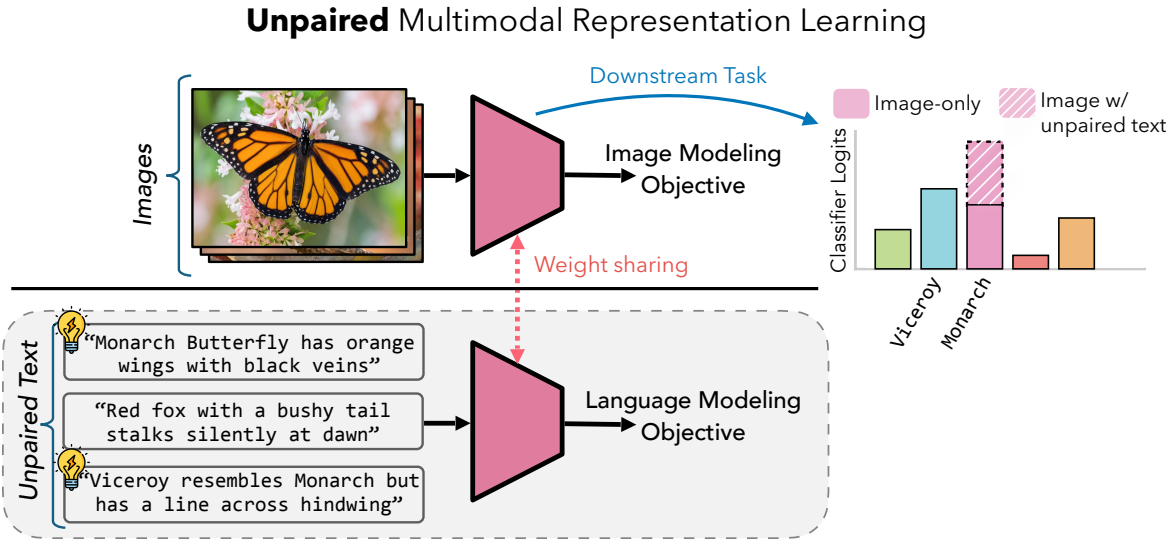 Unpaired Multimodal Representation Learning
Images
Downstream Task
Image Modeling
Objective
Weight sharing
Image-only
Image w/
unpaired text
Classifier Logits
Viceroy
Monarch
Unpaired Text
“Monarch Butterfly has orange
wings with black veins”
“Red fox with a bushy tail
stalks silently at dawn”
“Viceroy resembles Monarch but
has a line across hindwing”
Language Modeling
Objective